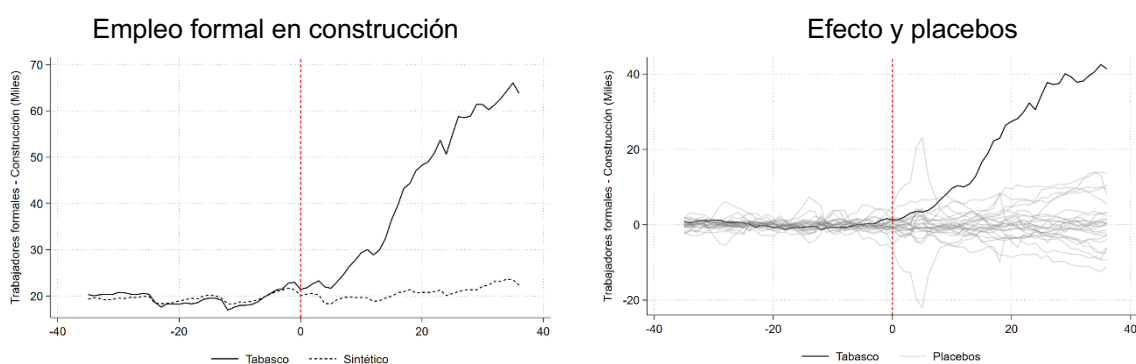 Empleo formal en construcción
Trabajadores formales - Construcción (Miles)
70
60
50
40
30
20
-40
-20
0
20
40
Tabasco
Sintético
Efecto y placebos
Trabajadores formales - Construcción (Miles)
40
20
0
-20
-40
-20
0
20
40
Tabasco
Placebos